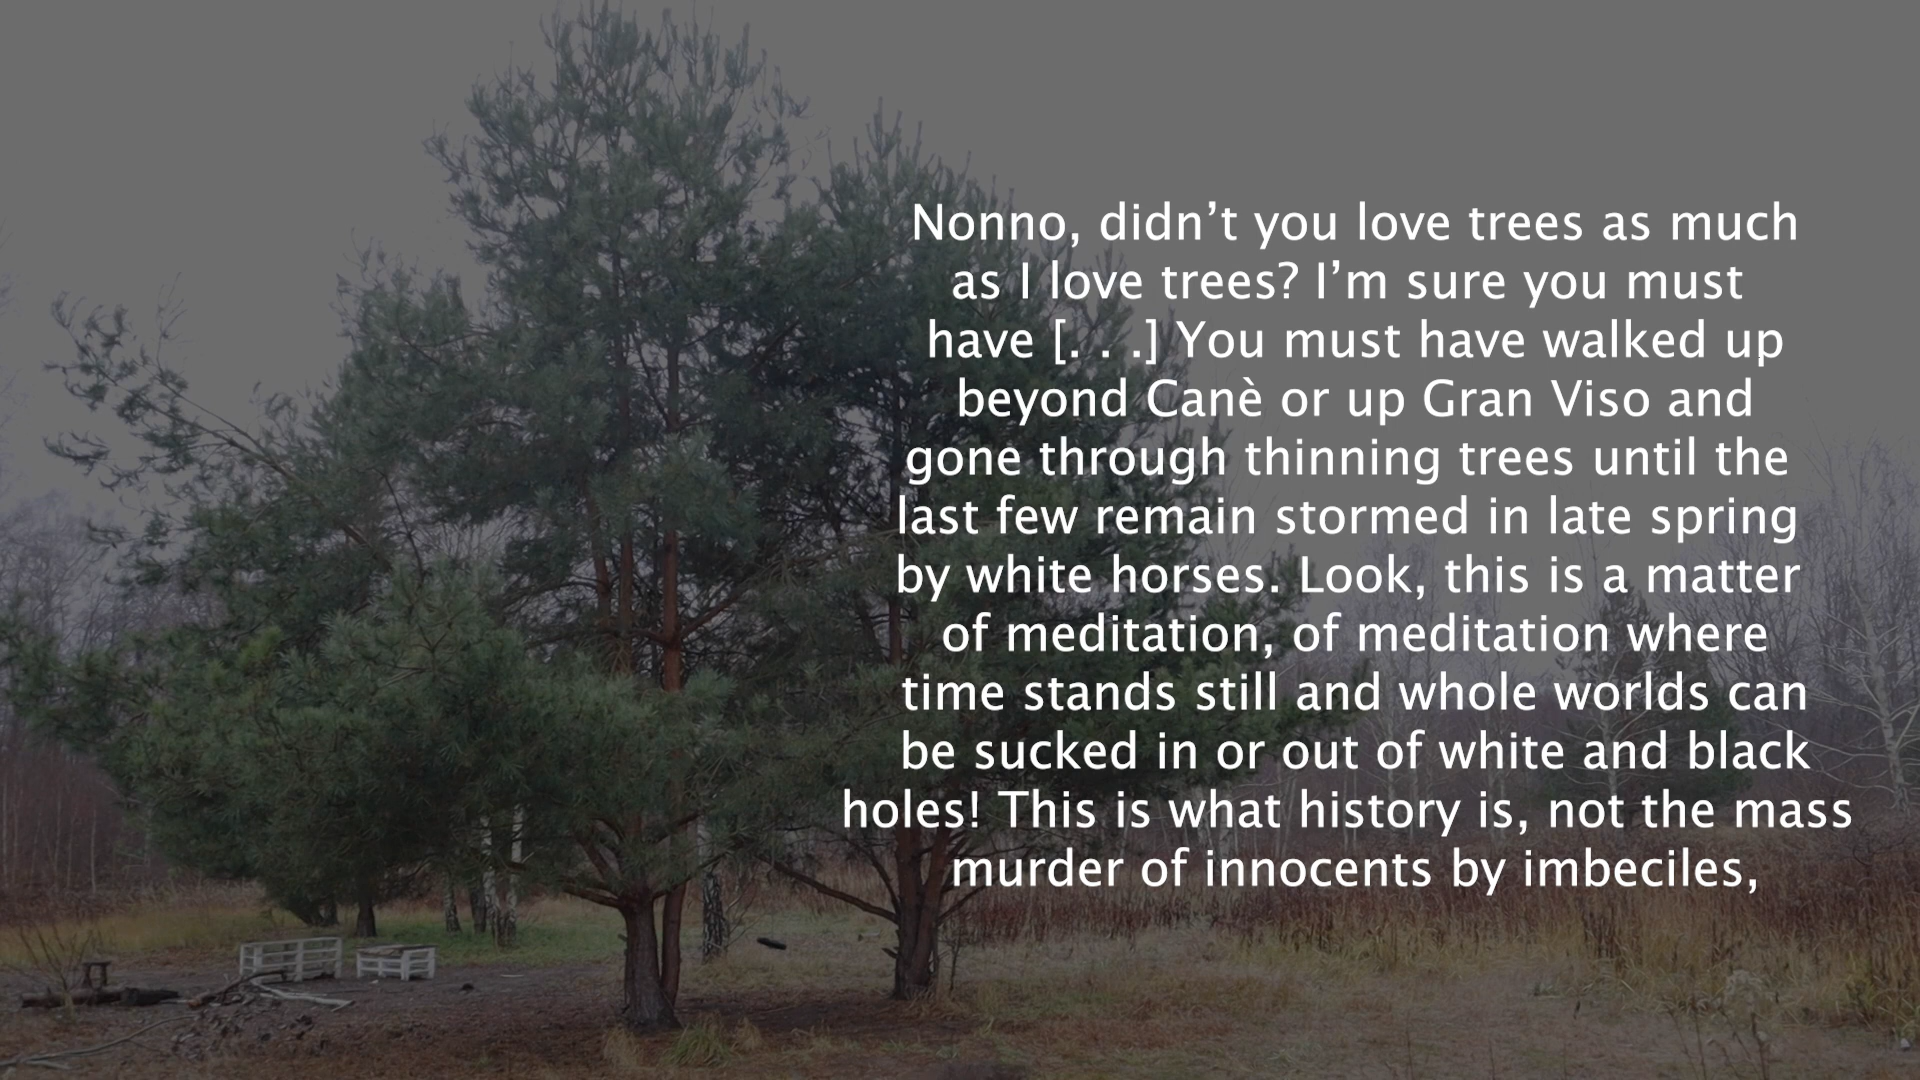 Nonno, didn’t you love trees as much
as I love trees? I’m sure you must
have [. . .] You must have walked up
beyond Canè or up Gran Viso and
gone through thinning trees until the
last few remain stormed in late spring
by white horses. Look, this is a matter
of meditation, of meditation where
time stands still and whole worlds can
be sucked in or out of white and black
holes! This is what history is, not the mass
murder of innocents by imbeciles,